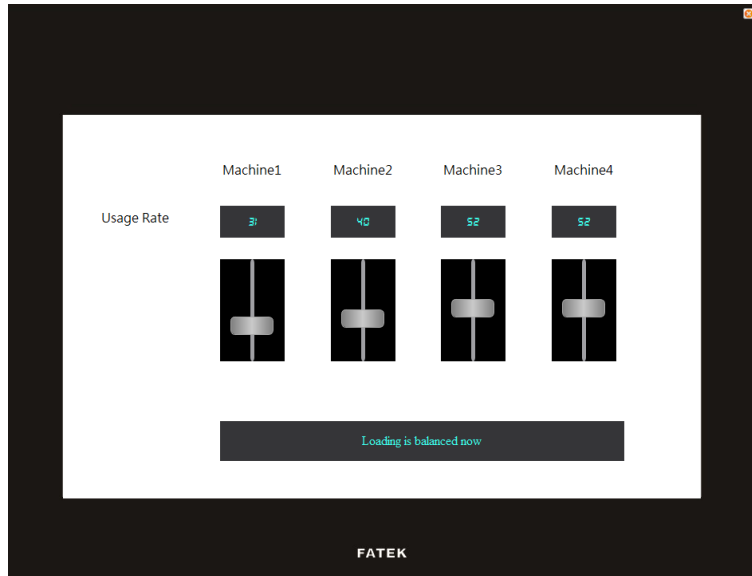 Machine1 Machine2 Machine3 Machine4
Usage Rate 31 40 52 52
Loading is balanced now
FATEK